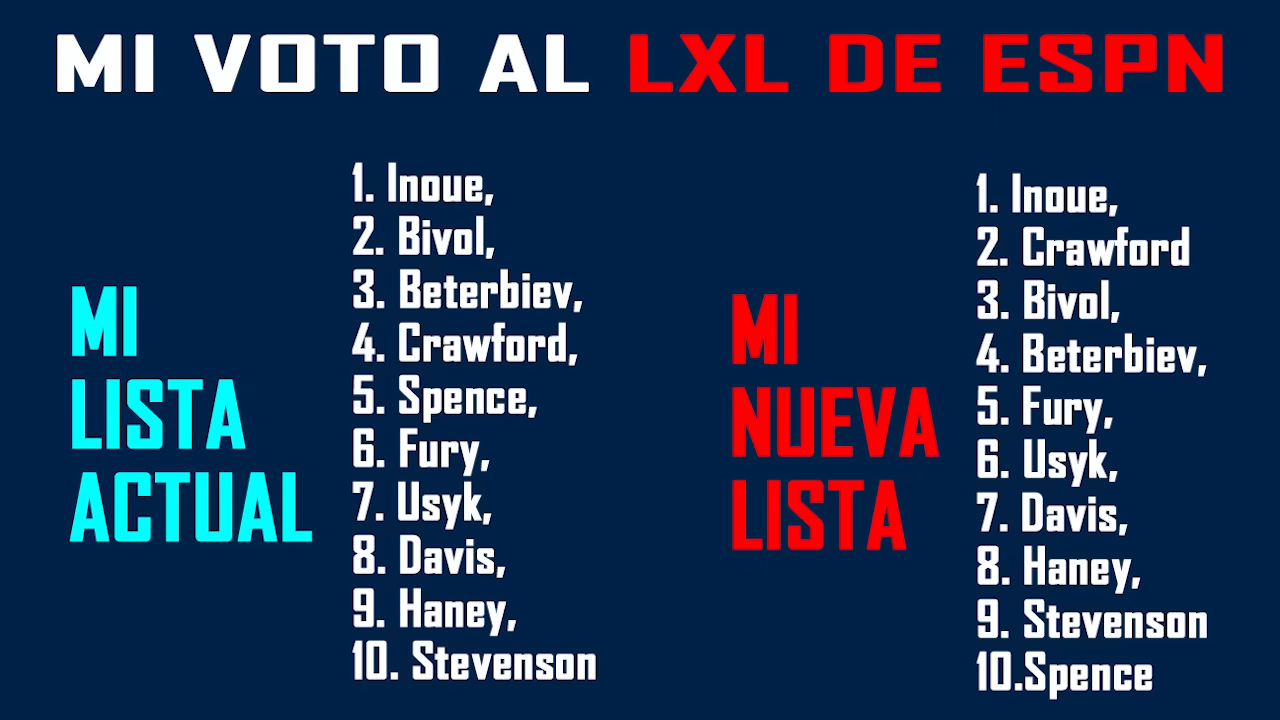 MI VOTO AL LXL DE ESPN
MI
LISTA
ACTUAL
1. Inoue,
2. Bivol,
3. Beterbiev,
4. Crawford,
5. Spence,
6. Fury,
7. Usyk,
8. Davis,
9. Haney,
10. Stevenson
MI
NUEVA
LISTA
1. Inoue,
2. Crawford
3. Bivol,
4. Beterbiev,
5. Fury,
6. Usyk,
7. Davis,
8. Haney,
9. Stevenson
10.Spence